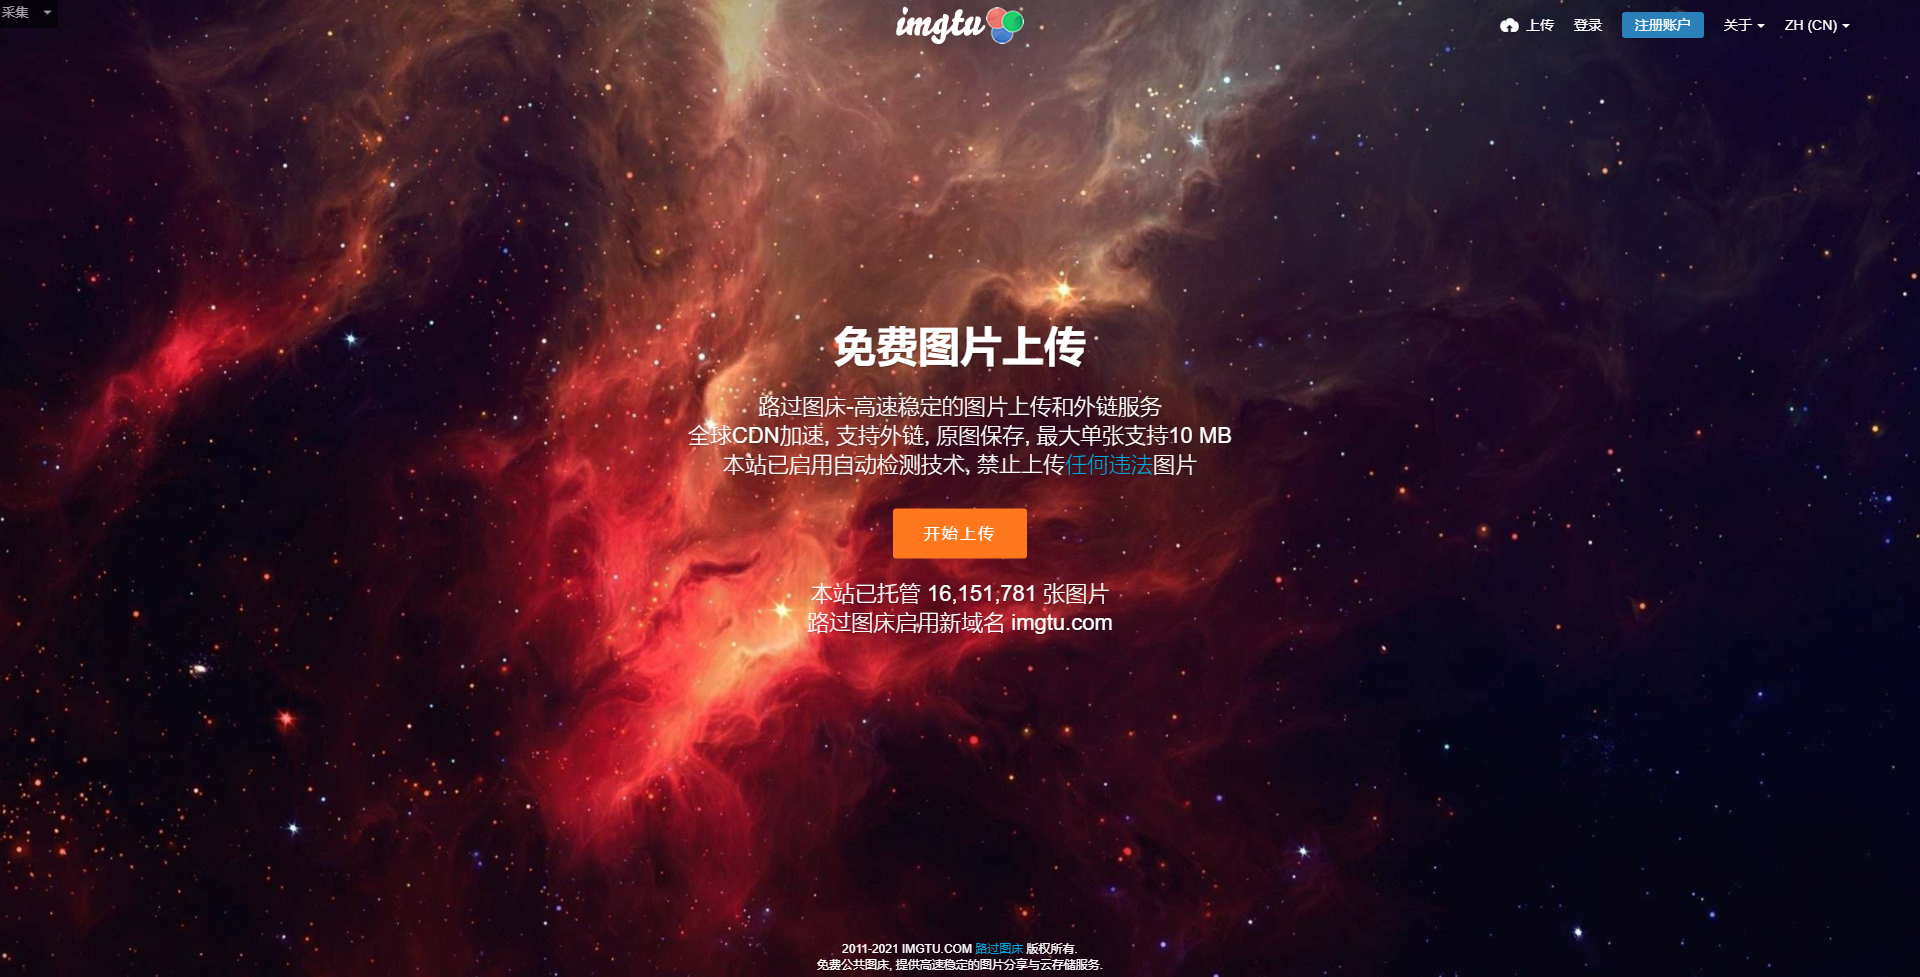 采集
imgtu
上传
登录
注册账户
关于
ZH (CN)
免费图片上传
路过图床-高速稳定的图片上传和外链服务
全球CDN加速, 支持外链, 原图保存, 最大单张支持10 MB
本站已启用自动检测技术, 禁止上传任何违法图片
开始上传
本站已托管 16,151,781 张图片
路过图床启用新域名 imgtu.com
2011-2021 IMGTU.COM 路过图床 版权所有.
免费公共图床, 提供高速稳定的图片分享与云存储服务.